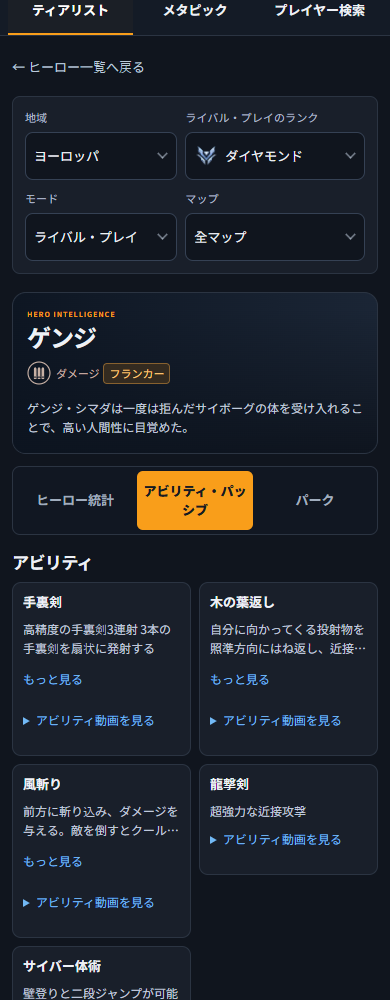 ティアリスト
メタピック
プレイヤー検索
← ヒーロー一覧へ戻る
地域
ライバル・プレイのランク
ヨーロッパ
ダイヤモンド
モード
マップ
ライバル・プレイ
全マップ
HERO INTELLIGENCE
ゲンジ
ダメージ
フランカー
ゲンジ・シマダは一度は拒んだサイボーグの体を受け入れるこ
とで、高い人間性に目覚めた。
ヒーロー統計
アビリティ・パッ
シブ
パーク
アビリティ
手裏剣
高精度の手裏剣3連射 3本の
手裏剣を扇状に発射する
もっと見る
▶ アビリティ動画を見る
木の葉返し
自分に向かってくる投射物を
照準方向にはね返し、近接…
もっと見る
▶ アビリティ動画を見る
風斬り
前方に斬り込み、ダメージを
与える。敵を倒すとクール…
もっと見る
▶ アビリティ動画を見る
龍撃剣
超強力な近接攻撃
▶ アビリティ動画を見る
サイバー体術
壁登りと二段ジャンプが可能